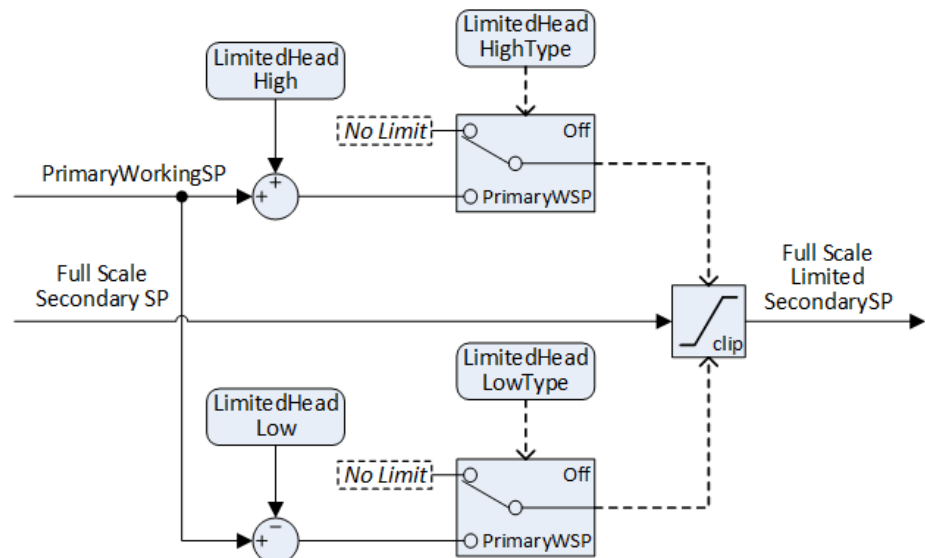 LimitedHead
High
LimitedHead
HighType
No Limit
Off
PrimaryWorkingSP
+
+
PrimaryWSP
Full Scale
Secondary SP
Full Scale
Limited
SecondarySP
clip
LimitedHead
Low
LimitedHead
LowType
No Limit
Off
−
+
PrimaryWSP